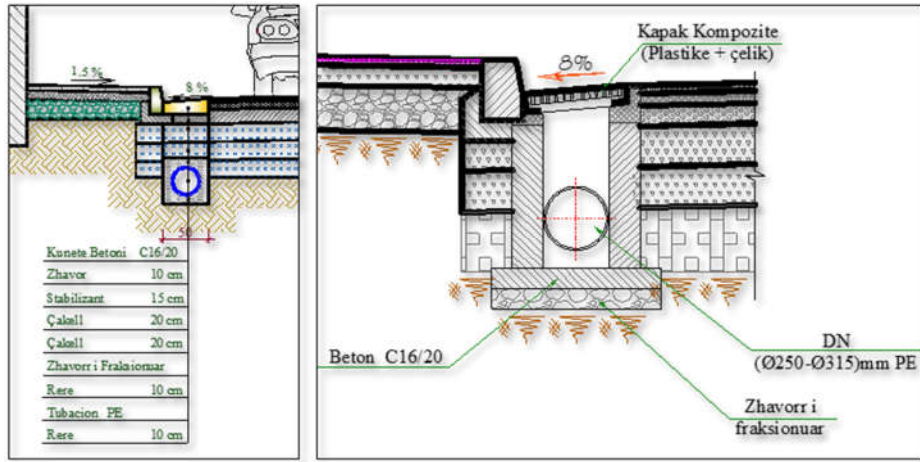 1.5 %
8 %
50
Kunete Betoni C16/20
Zhavor 10 cm
Stabilizant 15 cm
Çakell 20 cm
Çakell 20 cm
Zhavorr i Fraksionuar
Rere 10 cm
Tubacion PE
Rere 10 cm
Kapak Kompozite
(Plastike + çelik)
8%
Beton C16/20
DN
(Ø250-Ø315)mm PE
Zhavorr i
fraksionuar